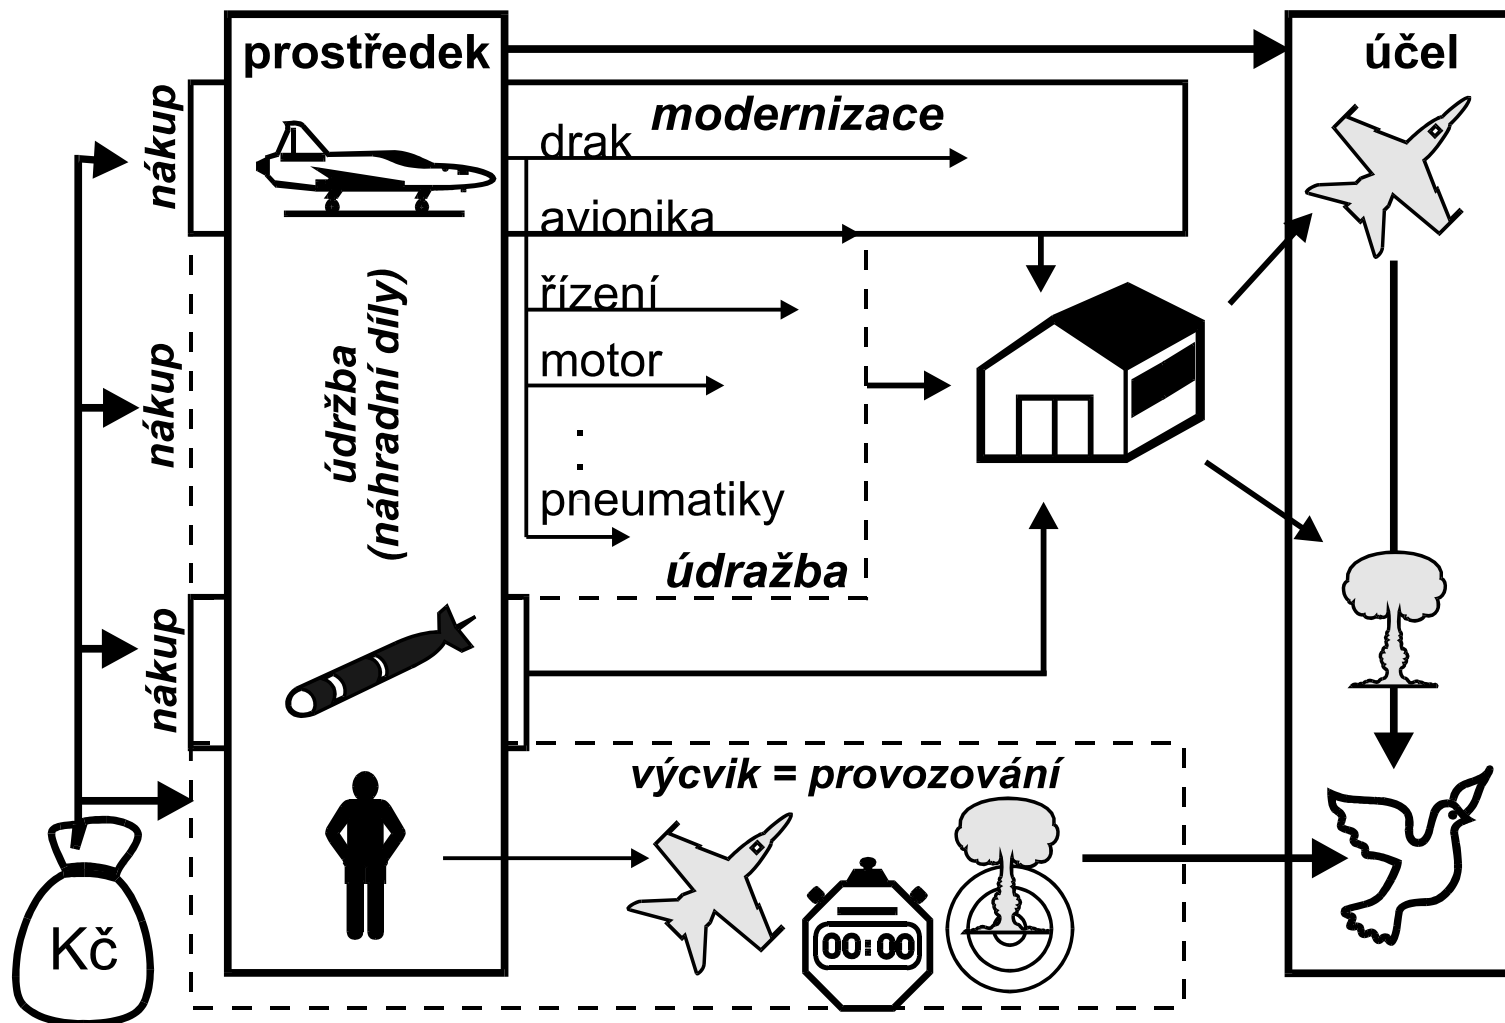 prostředek
účel
nákup
modernizace
drak
avionika
řízení
motor
.
.
pneumatiky
údražba
nákup
údržba
(náhradní díly)
nákup
výcvik = provozování
Kč
00:00